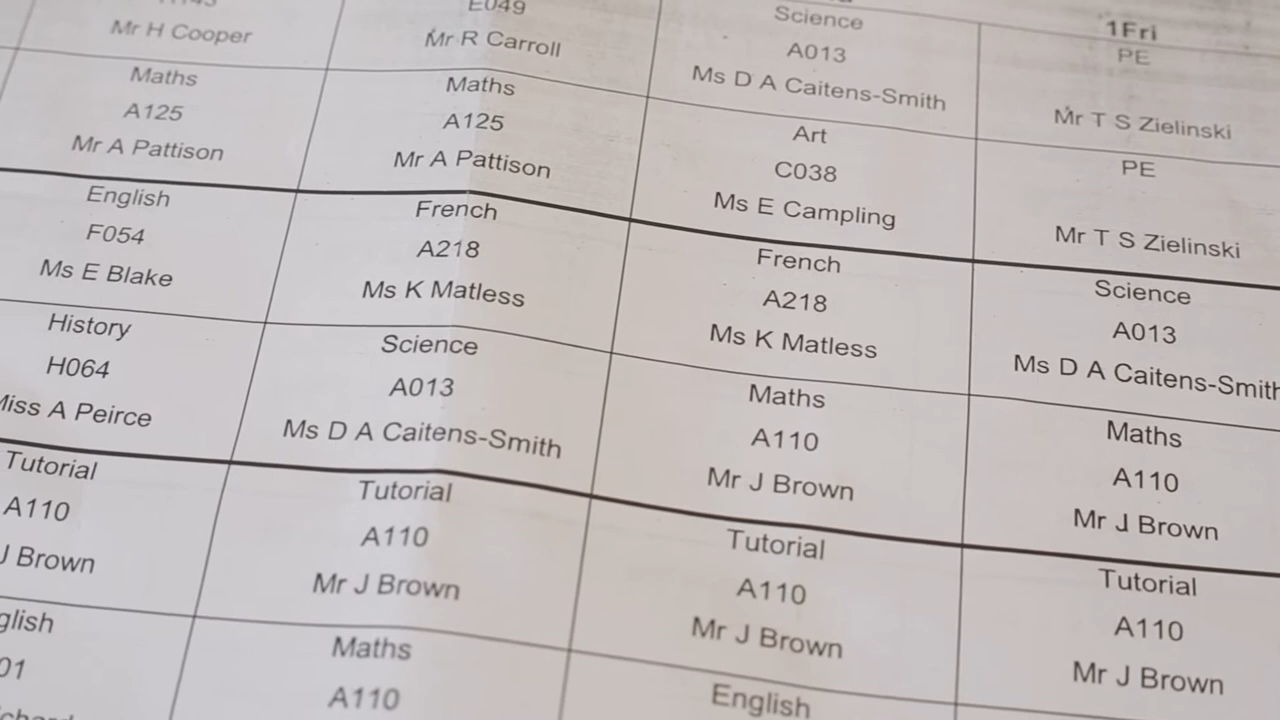 Mr H Cooper
Maths
A125
Mr A Pattison
English
F054
Ms E Blake
History
H064
Miss A Peirce
Tutorial
A110
J Brown
E049
Mr R Carroll
Maths
A125
Mr A Pattison
French
A218
Ms K Matless
Science
A013
Ms D A Caitens-Smith
Tutorial
A110
Mr J Brown
Maths
A110
Science
A013
Ms D A Caitens-Smith
Art
C038
Ms E Campling
French
A218
Ms K Matless
Maths
A110
Mr J Brown
Tutorial
A110
Mr J Brown
English
1Fri
PE
Mr T S Zielinski
PE
Mr T S Zielinski
Science
A013
Ms D A Caitens-Smith
Maths
A110
Mr J Brown
Tutorial
A110
Mr J Brown